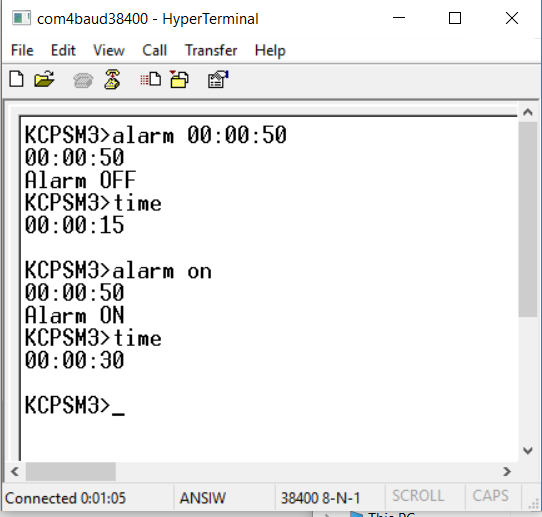 com4baud38400 - HyperTerminal
File Edit View Call Transfer Help
KCPSM3>alarm 00:00:50
00:00:50
Alarm OFF
KCPSM3>time
00:00:15
KCPSM3>alarm on
00:00:50
Alarm ON
KCPSM3>time
00:00:30
KCPSM3>_
Connected 0:01:05 ANSIW 38400 8-N-1 SCROLL CAPS
This PC